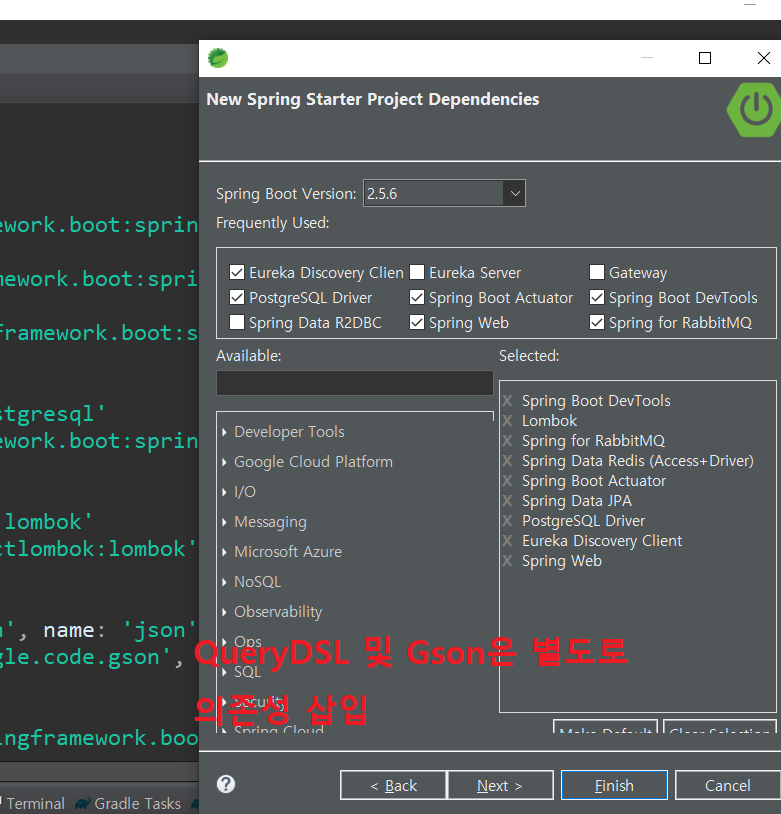 New Spring Starter Project Dependencies
Spring Boot Version: 2.5.6
Frequently Used:
Eureka Discovery Clien Eureka Server Gateway
PostgreSQL Driver Spring Boot Actuator Spring Boot DevTools
Spring Data R2DBC Spring Web Spring for RabbitMQ
Available:
Developer Tools
Google Cloud Platform
I/O
Messaging
Microsoft Azure
NoSQL
Observability
Ops
SQL
Security
Spring Cloud
Selected:
X Spring Boot DevTools
X Lombok
X Spring for RabbitMQ
X Spring Data Redis (Access+Driver)
X Spring Boot Actuator
X Spring Data JPA
X PostgreSQL Driver
X Eureka Discovery Client
X Spring Web
QueryDSL 및 Gson은 별도로
의존성 삽입
Make Default Clear Selection
? < Back Next > Finish Cancel
ework.boot:sprin
mework.boot:spri
framework.boot:s
stgresql'
ework.boot:sprin
lombok'
ctlombok:lombok'
n', name: 'json'
gle.code.gson',
ingframework.boo
Terminal Gradle Tasks